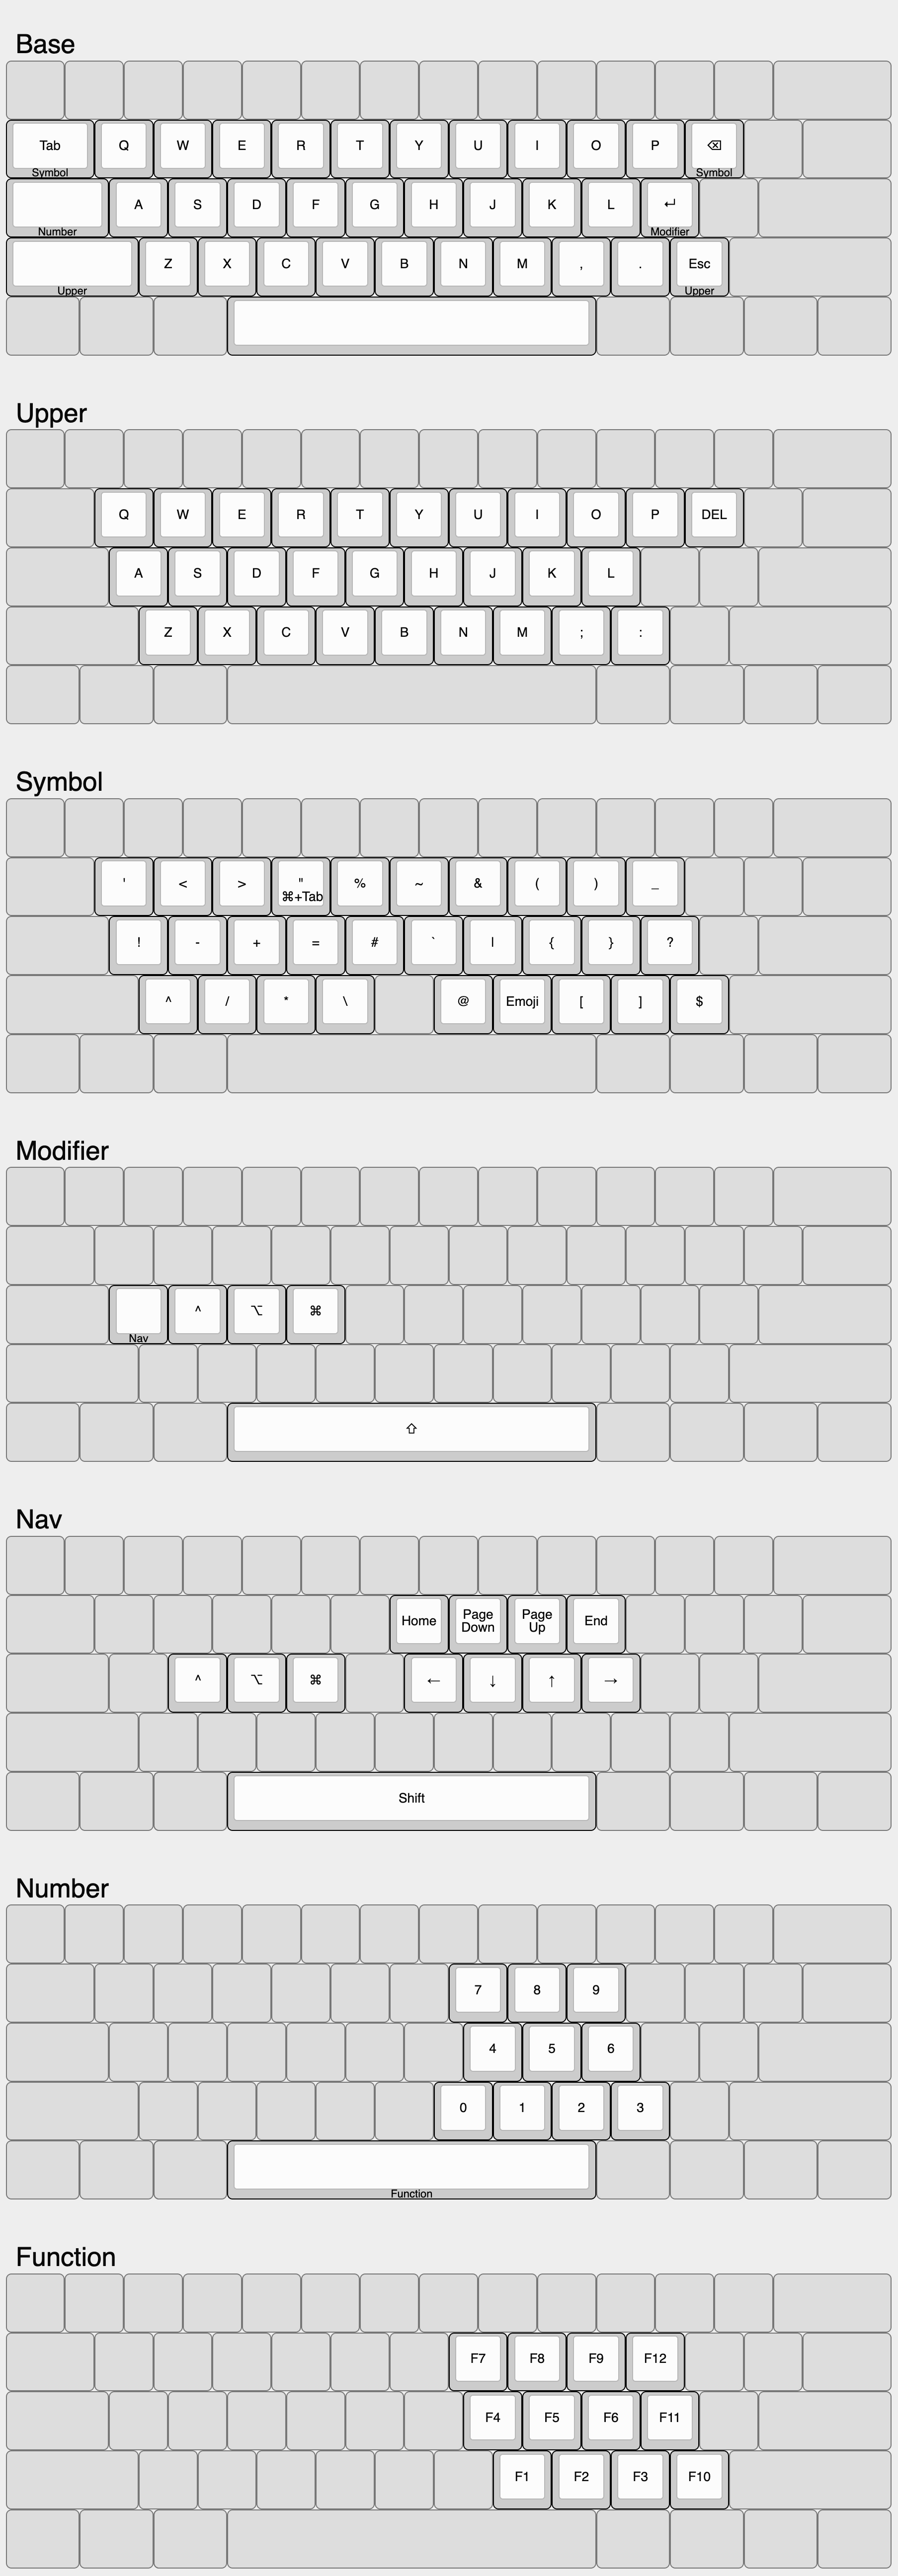 Base
Tab Q W E R T Y U I O P ⌫
Symbol Symbol
A S D F G H J K L ↵
Number Modifier
Z X C V B N M , . Esc
Upper Upper
Upper
Q W E R T Y U I O P DEL
A S D F G H J K L
Z X C V B N M ; :
Symbol
' < > " % ~ & ( ) _
⌘+Tab
! - + = # ` | { } ?
^ / * \ @ Emoji [ ] $
Modifier
^ ⌥ ⌘
Nav
⇧
Nav
Home Page Down Page Up End
^ ⌥ ⌘ ← ↓ ↑ →
Shift
Number
7 8 9
4 5 6
0 1 2 3
Function
Function
F7 F8 F9 F12
F4 F5 F6 F11
F1 F2 F3 F10